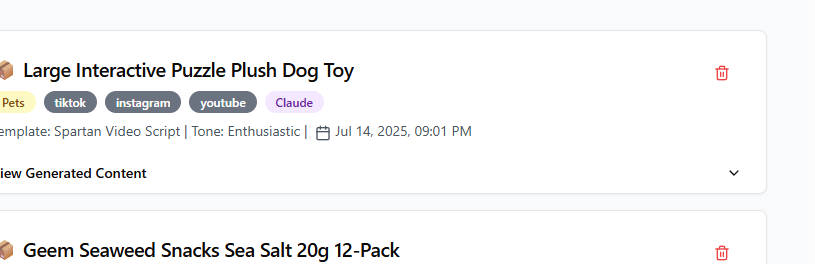 Large Interactive Puzzle Plush Dog Toy
Pets tiktok instagram youtube Claude
emplate: Spartan Video Script | Tone: Enthusiastic | Jul 14, 2025, 09:01 PM
iew Generated Content
Geem Seaweed Snacks Sea Salt 20g 12-Pack